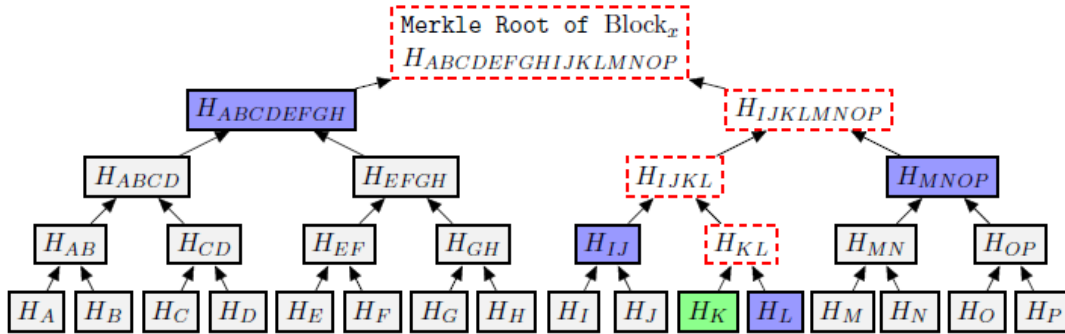 Merkle Root of Blockₓ
H_ABCDEFGHIJKLMNOP
H_ABCDEFGH H_IJKLMNOP
H_ABCD H_EFGH H_IJKL H_MNOP
H_AB H_CD H_EF H_GH H_IJ H_KL H_MN H_OP
H_A H_B H_C H_D H_E H_F H_G H_H H_I H_J H_K H_L H_M H_N H_O H_P